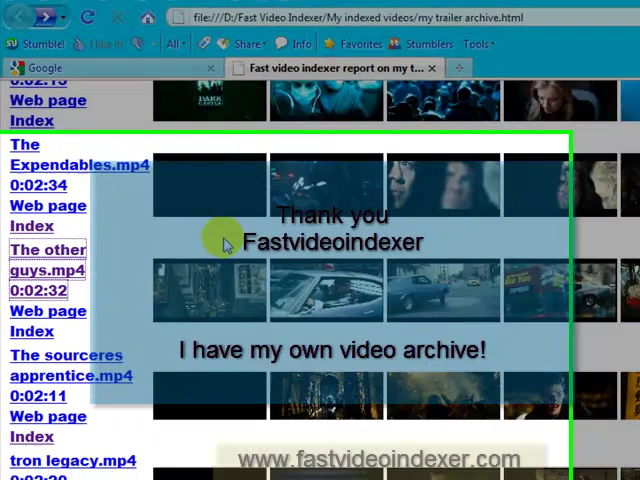 file:///D:/Fast Video Indexer/My indexed videos/my trailer archive.html
Stumble! I like it! All Share Info Favorites Stumblers Tools
Google
Fast video indexer report on my t...
DARK
Web page
Index
The
Expendables.mp4
0:02:34
Web page
Index
The other
guys.mp4
0:02:32
Web page
Index
The sourceres
apprentice.mp4
0:02:11
Web page
Index
tron legacy.mp4
Thank you
Fastvideoindexer
I have my own video archive!
www.fastvideoindexer.com